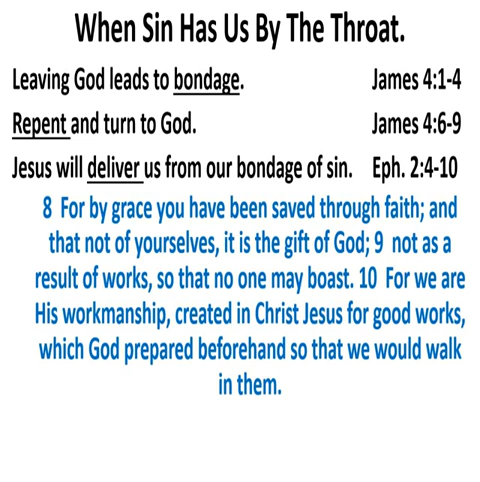 When Sin Has Us By The Throat.
Leaving God leads to bondage. James 4:1-4
Repent and turn to God. James 4:6-9
Jesus will deliver us from our bondage of sin. Eph. 2:4-10
8 For by grace you have been saved through faith; and
that not of yourselves, it is the gift of God; 9 not as a
result of works, so that no one may boast. 10 For we are
His workmanship, created in Christ Jesus for good works,
which God prepared beforehand so that we would walk
in them.